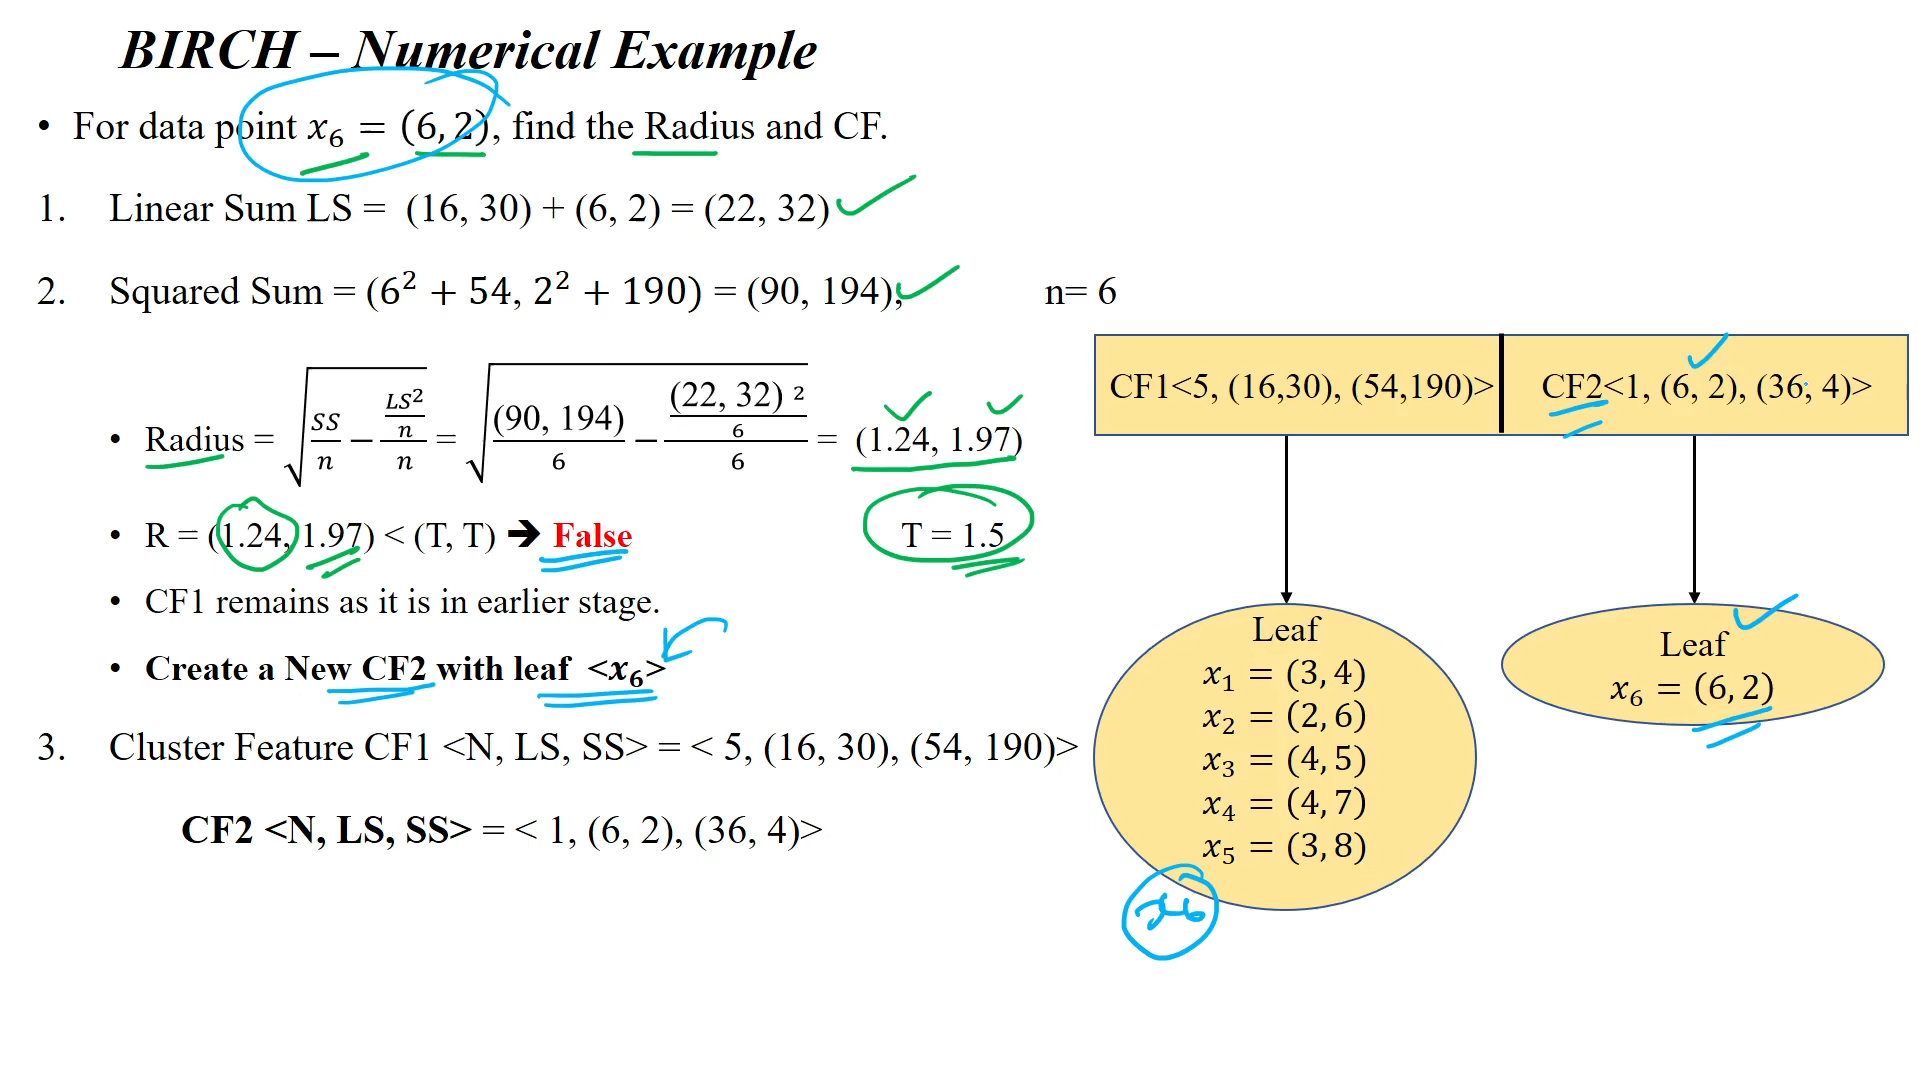 BIRCH – Numerical Example
• For data point x₆ = (6, 2), find the Radius and CF.
1. Linear Sum LS = (16, 30) + (6, 2) = (22, 32)
2. Squared Sum = (6² + 54, 2² + 190) = (90, 194), n= 6
• Radius = √(SS/n − (LS²/n)/n) = √((90, 194)/6 − ((22, 32)²/6)/6) = (1.24, 1.97)
• R = (1.24, 1.97) < (T, T) ➔ False T = 1.5
• CF1 remains as it is in earlier stage.
• Create a New CF2 with leaf <x₆>
3. Cluster Feature CF1 <N, LS, SS> = < 5, (16, 30), (54, 190)>
CF2 <N, LS, SS> = < 1, (6, 2), (36, 4)>
CF1<5, (16,30), (54,190)>
CF2<1, (6, 2), (36, 4)>
Leaf
x₁ = (3, 4)
x₂ = (2, 6)
x₃ = (4, 5)
x₄ = (4, 7)
x₅ = (3, 8)
x6
Leaf
x₆ = (6, 2)